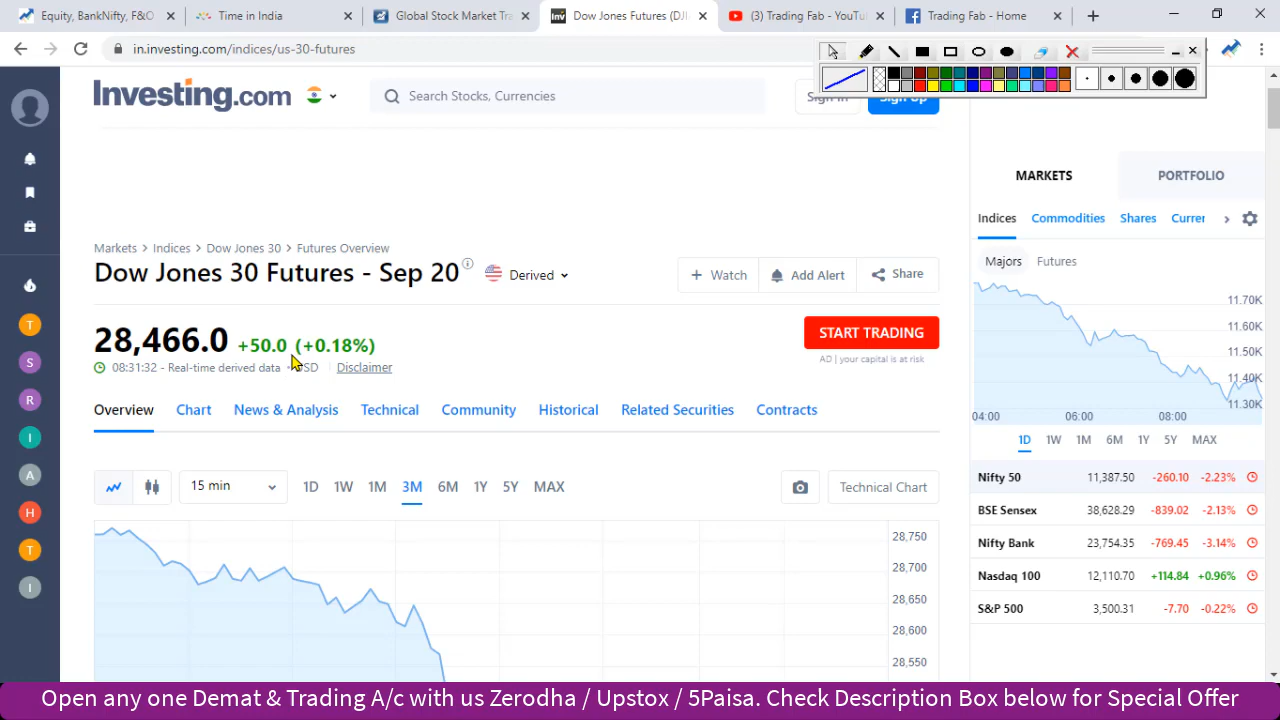 Equity, BankNifty, F&O
Time in India
Global Stock Market Tra
Dow Jones Futures (DJI
(3) Trading Fab - YouTu
Trading Fab - Home
in.investing.com/indices/us-30-futures
Investing.com
Search Stocks, Currencies
Sign In
Sign Up
MARKETS
PORTFOLIO
Indices
Commodities
Shares
Curren
Majors
Futures
Markets > Indices > Dow Jones 30 > Futures Overview
Dow Jones 30 Futures - Sep 20
Derived
+ Watch
Add Alert
Share
28,466.0 +50.0 (+0.18%)
START TRADING
AD | your capital is at risk
08:31:32 - Real-time derived data
Disclaimer
Overview
Chart
News & Analysis
Technical
Community
Historical
Related Securities
Contracts
15 min
1D 1W 1M 3M 6M 1Y 5Y MAX
Technical Chart
28,750
28,700
28,650
28,600
28,550
11.70K
11.60K
11.50K
11.40K
11.30K
04:00 06:00 08:00
1D 1W 1M 6M 1Y 5Y MAX
Nifty 50 11,387.50 -260.10 -2.23%
BSE Sensex 38,628.29 -839.02 -2.13%
Nifty Bank 23,754.35 -769.45 -3.14%
Nasdaq 100 12,110.70 +114.84 +0.96%
S&P 500 3,500.31 -7.70 -0.22%
T
S
R
I
A
H
T
I
Open any one Demat & Trading A/c with us Zerodha / Upstox / 5Paisa. Check Description Box below for Special Offer